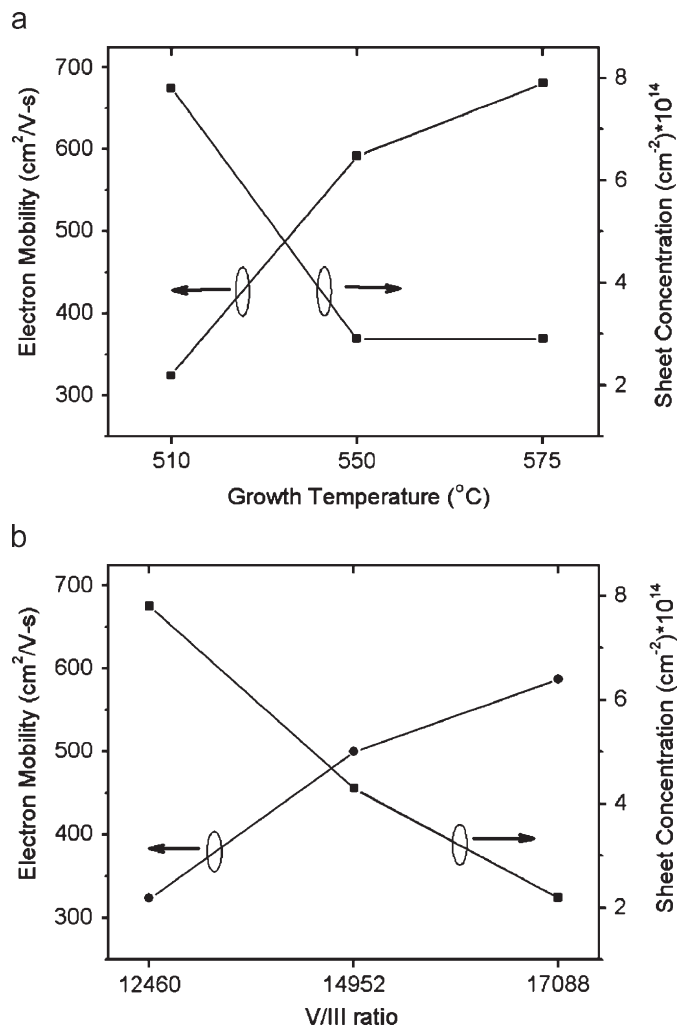 a
700
600
500
400
300
Electron Mobility (cm²/V-s)
8
6
4
2
Sheet Concentration (cm⁻²)*10¹⁴
510 550 575
Growth Temperature (°C)
b
700
600
500
400
300
Electron Mobility (cm²/V-s)
8
6
4
2
Sheet Concentration (cm⁻²)*10¹⁴
12460 14952 17088
V/III ratio